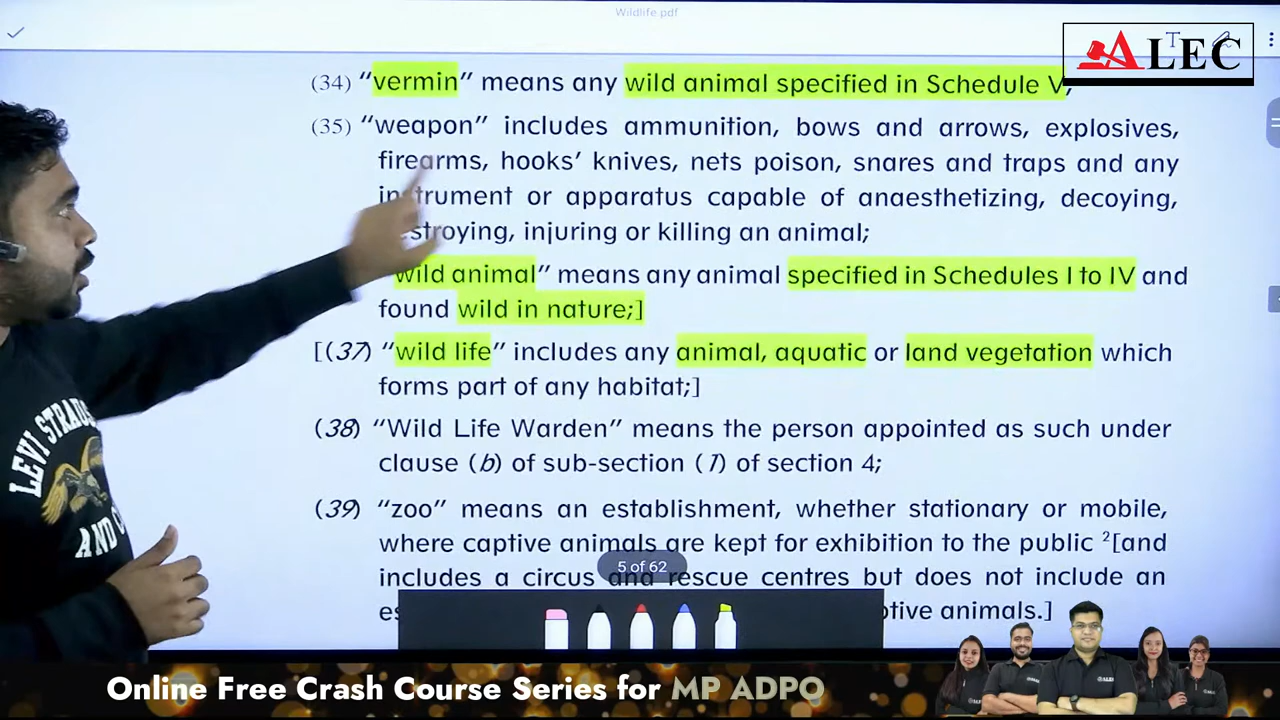 Wildlife.pdf
ALEC
(34) “vermin” means any wild animal specified in Schedule V;
(35) “weapon” includes ammunition, bows and arrows, explosives,
firearms, hooks’ knives, nets poison, snares and traps and any
instrument or apparatus capable of anaesthetizing, decoying,
destroying, injuring or killing an animal;
wild animal” means any animal specified in Schedules I to IV and
found wild in nature;]
[(37) “wild life” includes any animal, aquatic or land vegetation which
forms part of any habitat;]
(38) “Wild Life Warden” means the person appointed as such under
clause (b) of sub-section (1) of section 4;
(39) “zoo” means an establishment, whether stationary or mobile,
where captive animals are kept for exhibition to the public ²[and
includes a circus and rescue centres but does not include an
captive animals.]
5 of 62
LEVI STRAUSS
AND
Online Free Crash Course Series for MP ADPO